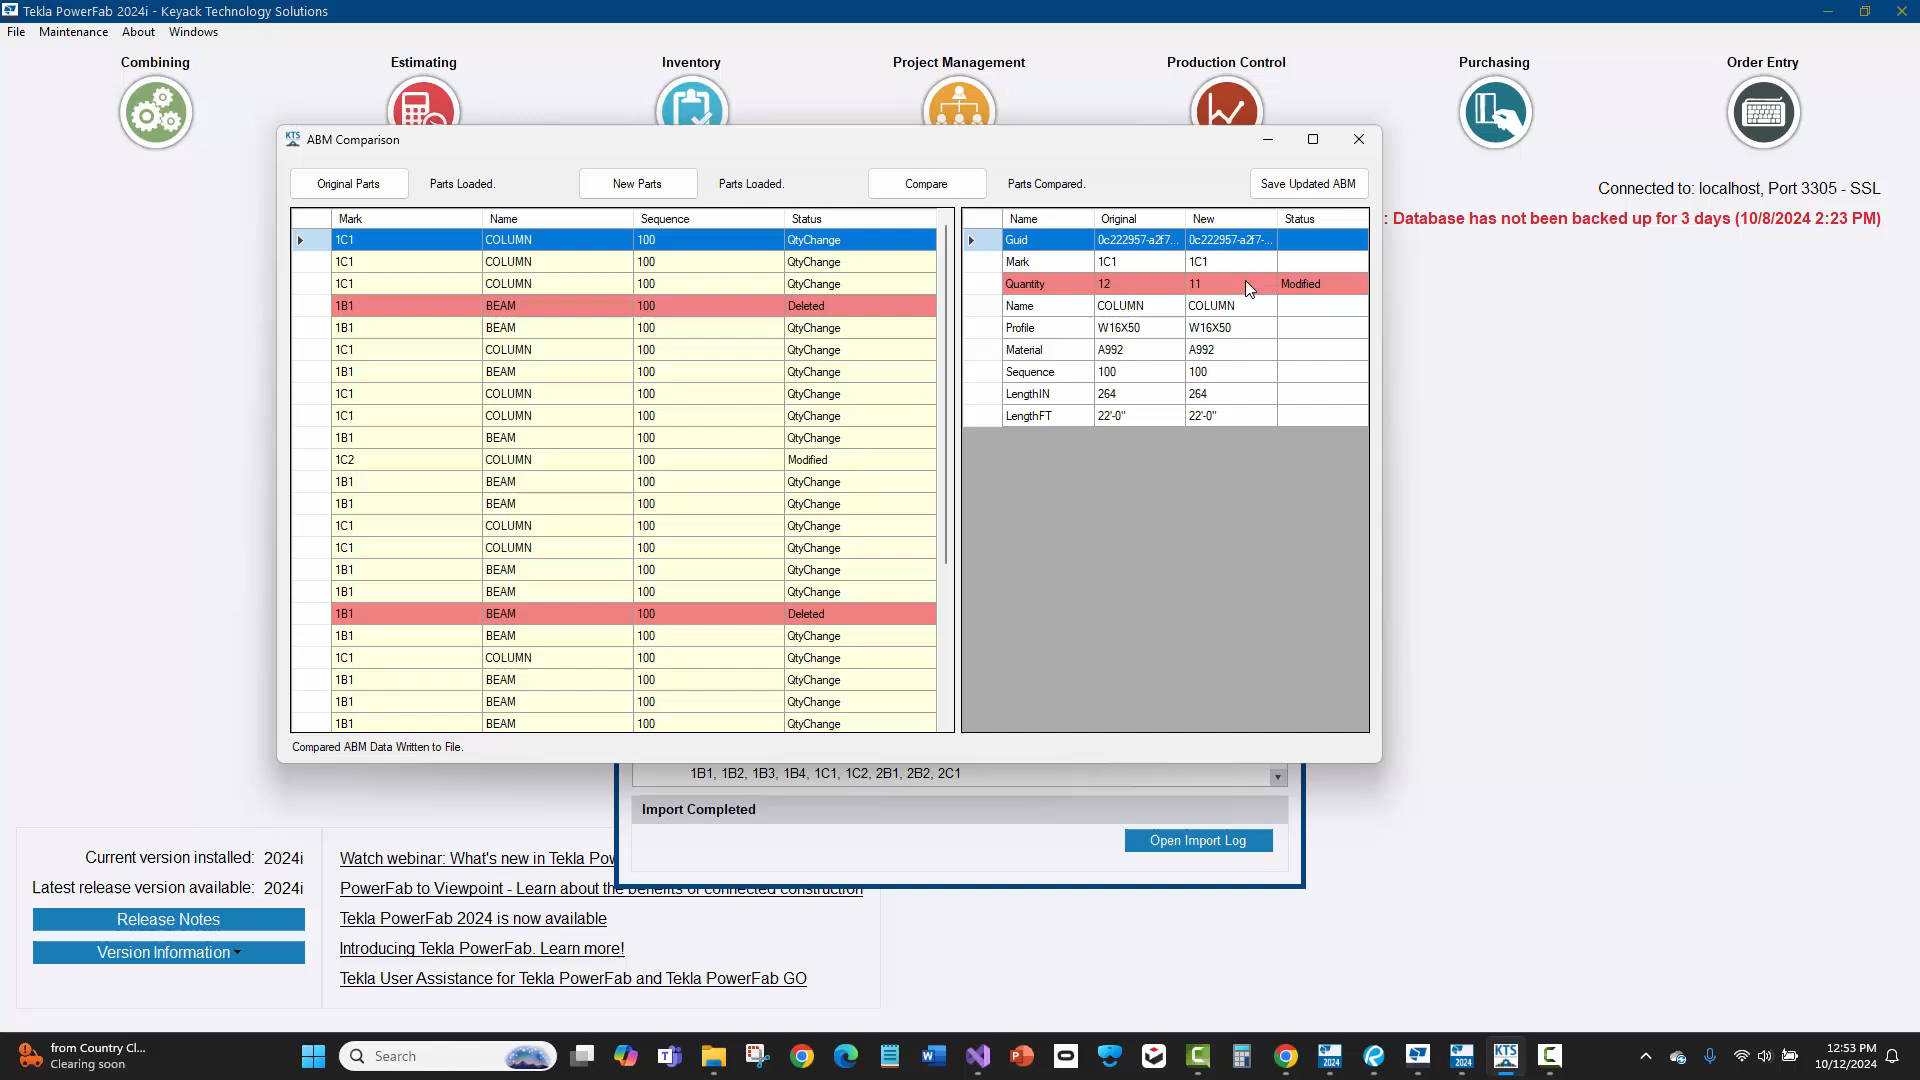 Tekla PowerFab 2024i - Keyack Technology Solutions
File Maintenance About Windows
Combining Estimating Inventory Project Management Production Control Purchasing Order Entry
Connected to: localhost, Port 3305 - SSL
: Database has not been backed up for 3 days (10/8/2024 2:23 PM)
KTS ABM Comparison
Original Parts Parts Loaded. New Parts Parts Loaded. Compare Parts Compared. Save Updated ABM
Mark Name Sequence Status
1C1 COLUMN 100 QtyChange
1C1 COLUMN 100 QtyChange
1C1 COLUMN 100 QtyChange
1B1 BEAM 100 Deleted
1B1 BEAM 100 QtyChange
1C1 COLUMN 100 QtyChange
1B1 BEAM 100 QtyChange
1C1 COLUMN 100 QtyChange
1C1 COLUMN 100 QtyChange
1B1 BEAM 100 QtyChange
1C2 COLUMN 100 Modified
1B1 BEAM 100 QtyChange
1B1 BEAM 100 QtyChange
1C1 COLUMN 100 QtyChange
1C1 COLUMN 100 QtyChange
1B1 BEAM 100 QtyChange
1B1 BEAM 100 QtyChange
1B1 BEAM 100 Deleted
1B1 BEAM 100 QtyChange
1C1 COLUMN 100 QtyChange
1B1 BEAM 100 QtyChange
1B1 BEAM 100 QtyChange
1B1 BEAM 100 QtyChange
Name Original New Status
Guid 0c222957-a2f7... 0c222957-a2f7-...
Mark 1C1 1C1
Quantity 12 11 Modified
Name COLUMN COLUMN
Profile W16X50 W16X50
Material A992 A992
Sequence 100 100
LengthIN 264 264
LengthFT 22'-0" 22'-0"
Compared ABM Data Written to File.
1B1, 1B2, 1B3, 1B4, 1C1, 1C2, 2B1, 2B2, 2C1
Import Completed
Open Import Log
Current version installed: 2024i
Latest release version available: 2024i
Release Notes
Version Information
Watch webinar: What's new in Tekla Pow
PowerFab to Viewpoint - Learn about the benefits of connected construction
Tekla PowerFab 2024 is now available
Introducing Tekla PowerFab. Learn more!
Tekla User Assistance for Tekla PowerFab and Tekla PowerFab GO
from Country Cl...
Clearing soon
Search
2024
2024
KTS
12:53 PM
10/12/2024